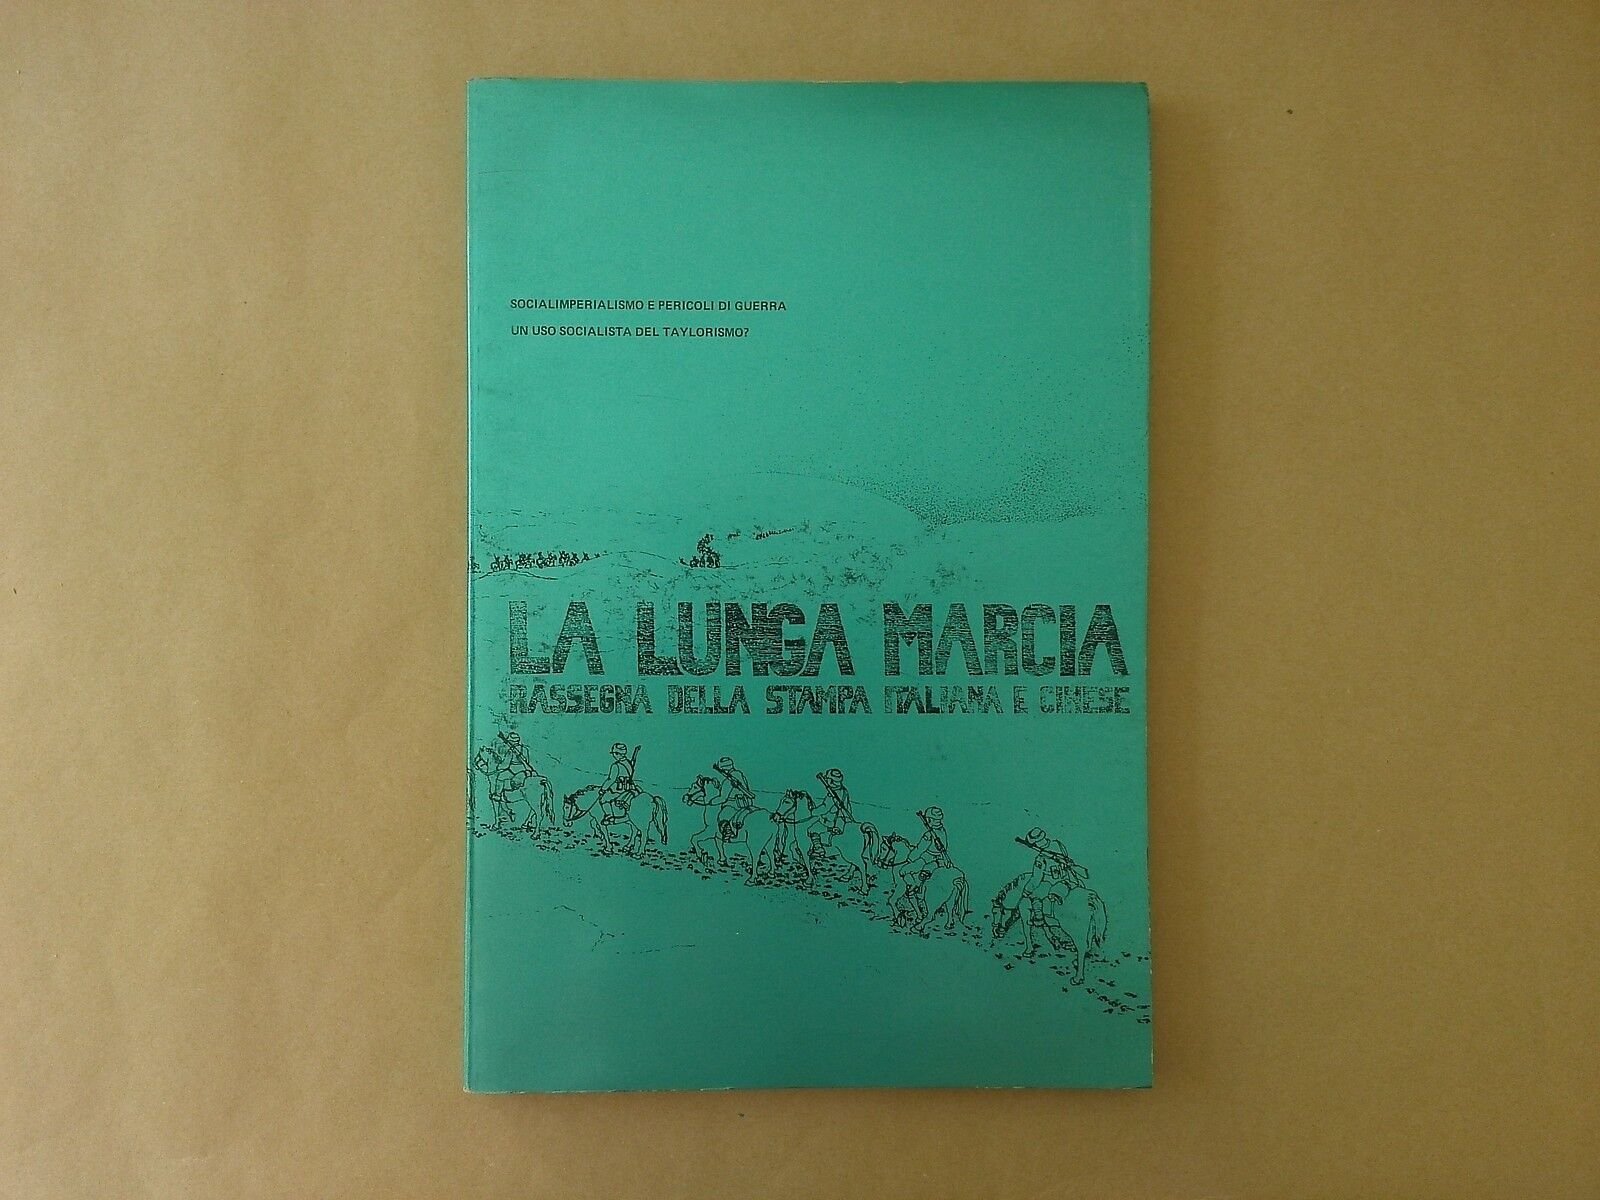 SOCIALIMPERIALISMO E PERICOLI DI GUERRA
UN USO SOCIALISTA DEL TAYLORISMO?
LA LUNGA MARCIA
RASSEGNA DELLA STAMPA ITALIANA E CINESE